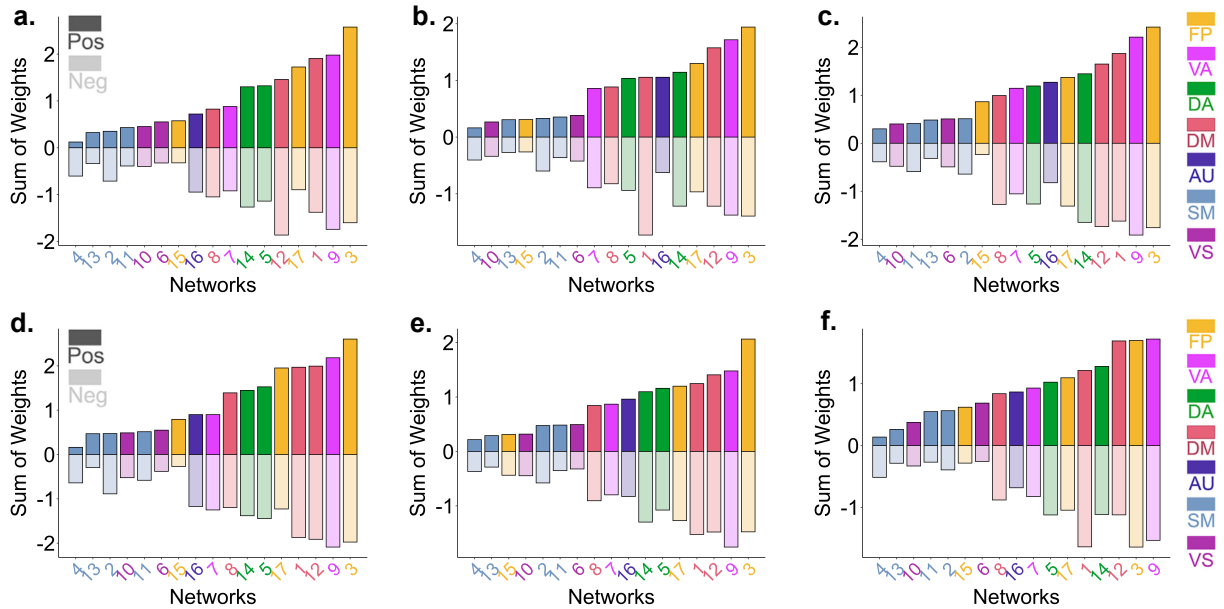 a. b. c.
Pos
Neg
Sum of Weights
2
1
0
-1
-2
4 13 2 11 10 6 15 16 8 7 14 5 12 17 1 9 3
Networks
2
1
0
-1
4 10 13 15 2 11 6 7 8 5 1 16 14 17 12 9 3
Networks
2
1
0
-1
-2
4 10 11 13 6 2 15 8 7 5 16 17 14 12 1 9 3
Networks
FP
VA
DA
DM
AU
SM
VS
d. e. f.
Pos
Neg
Sum of Weights
2
1
0
-1
-2
4 13 2 10 11 6 15 16 7 8 14 5 17 1 12 9 3
Networks
Sum of Weights
2
1
0
-1
4 13 15 10 2 11 6 8 7 16 14 5 17 1 12 9 3
Networks
Sum of Weights
1
0
-1
4 13 10 11 2 15 6 8 16 7 5 17 1 14 12 3 9
Networks
FP
VA
DA
DM
AU
SM
VS